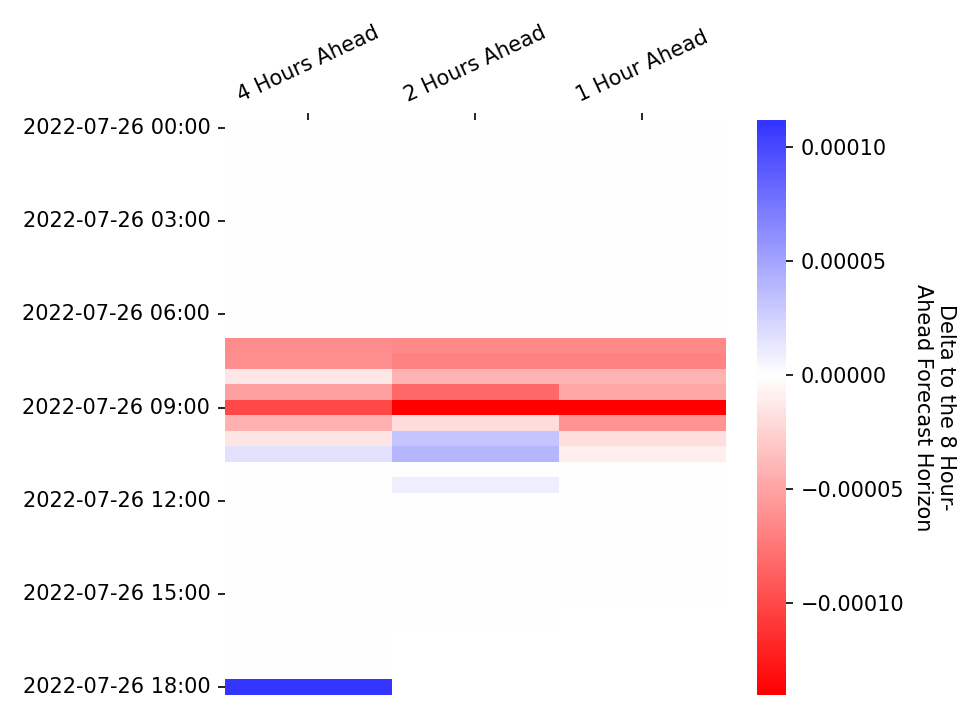 4 Hours Ahead
2 Hours Ahead
1 Hour Ahead
2022-07-26 00:00
2022-07-26 03:00
2022-07-26 06:00
2022-07-26 09:00
2022-07-26 12:00
2022-07-26 15:00
2022-07-26 18:00
0.00010
0.00005
0.00000
−0.00005
−0.00010
Delta to the 8 Hour-
Ahead Forecast Horizon